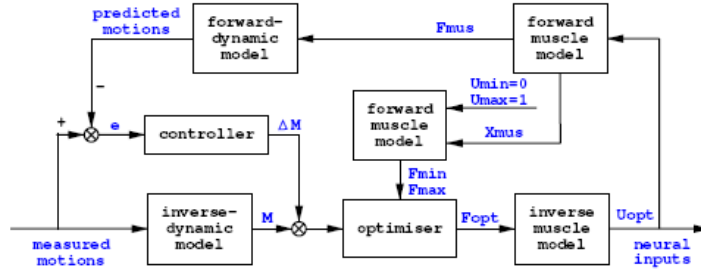 predicted
motions
forward-
dynamic
model
Fmus
forward
muscle
model
Umin=0
Umax=1
forward
muscle
model
Xmus
−
+
e
controller
ΔM
Fmin
Fmax
inverse-
dynamic
model
M
optimiser
Fopt
inverse
muscle
model
Uopt
measured
motions
neural
inputs